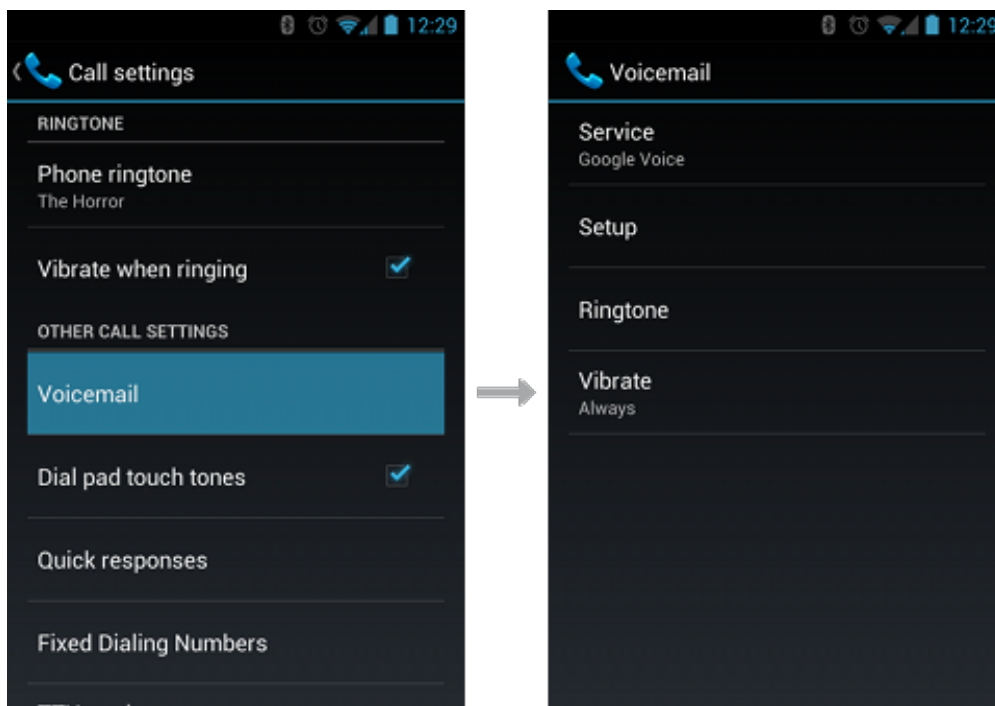 12:29
Call settings
RINGTONE
Phone ringtone
The Horror
Vibrate when ringing
OTHER CALL SETTINGS
Voicemail
Dial pad touch tones
Quick responses
Fixed Dialing Numbers
12:29
Voicemail
Service
Google Voice
Setup
Ringtone
Vibrate
Always